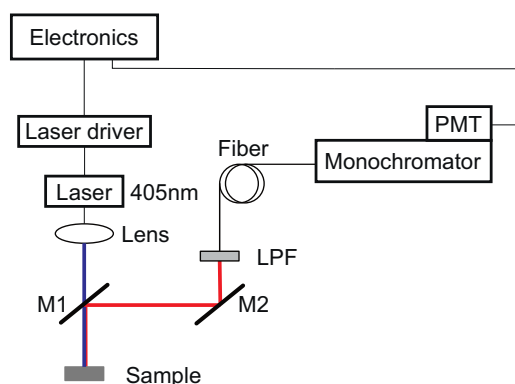 Electronics
Laser driver
PMT
Fiber
Monochromator
Laser 405nm
Lens
LPF
M1
M2
Sample